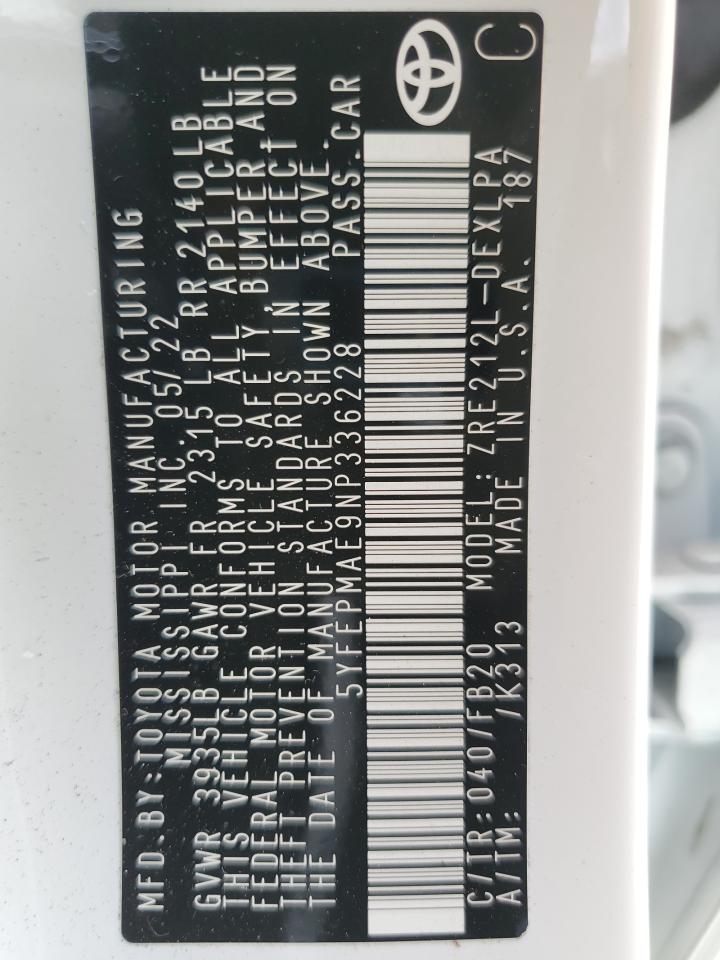 MFD.BY:TOYOTA MOTOR MANUFACTURING
MISSISSIPPI INC. 05/22
GVWR 3935LB GAWR FR 2315 LB RR 2140LB
THIS VEHICLE CONFORMS TO ALL APPLICABLE
FEDERAL MOTOR VEHICLE SAFETY, BUMPER AND
THEFT PREVENTION STANDARDS IN EFFECT ON
THE DATE OF MANUFACTURE SHOWN ABOVE.
5YFEPMAE9NP336228 PASS.CAR
C/TR:040/FB20 MODEL:ZRE212L-DEXLPA
A/TM: /K313 MADE IN U.S.A. 187
C